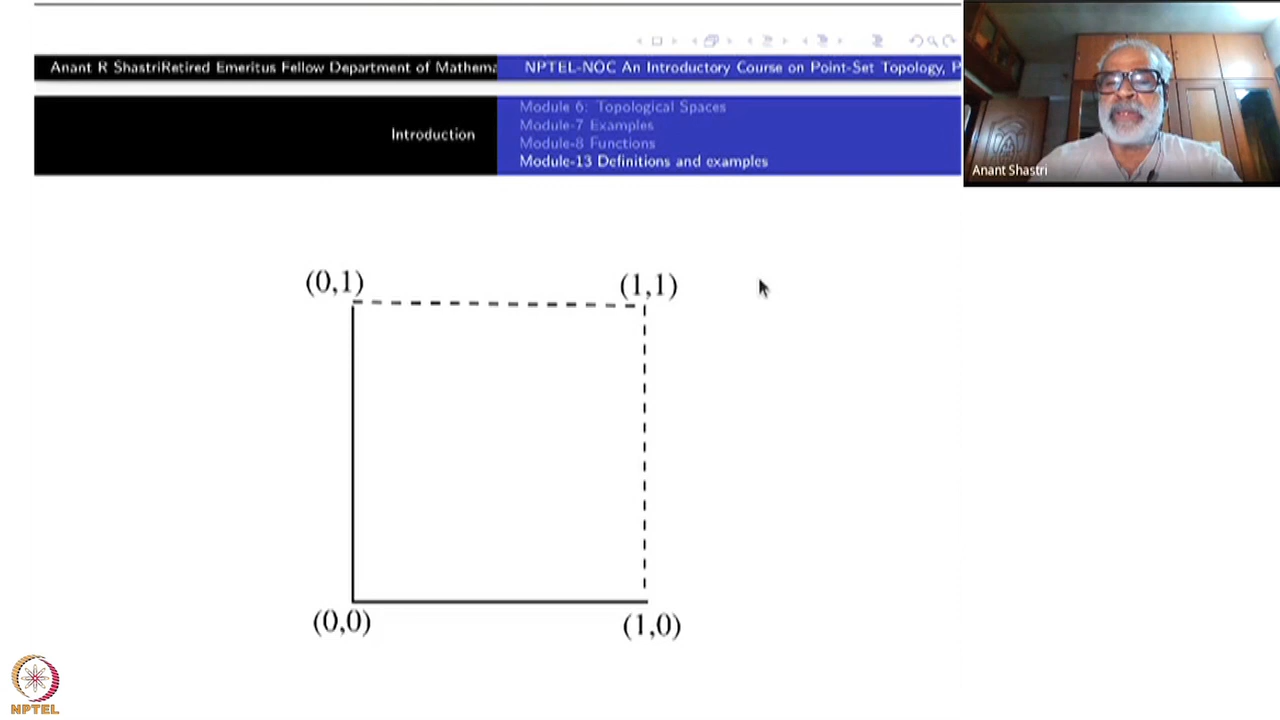 Anant R ShastriRetired Emeritus Fellow Department of Mathema
NPTEL-NOC An Introductory Course on Point-Set Topology, P
Introduction
Module 6: Topological Spaces
Module-7 Examples
Module-8 Functions
Module-13 Definitions and examples
Anant Shastri
(0,1)
(1,1)
(0,0)
(1,0)
NPTEL